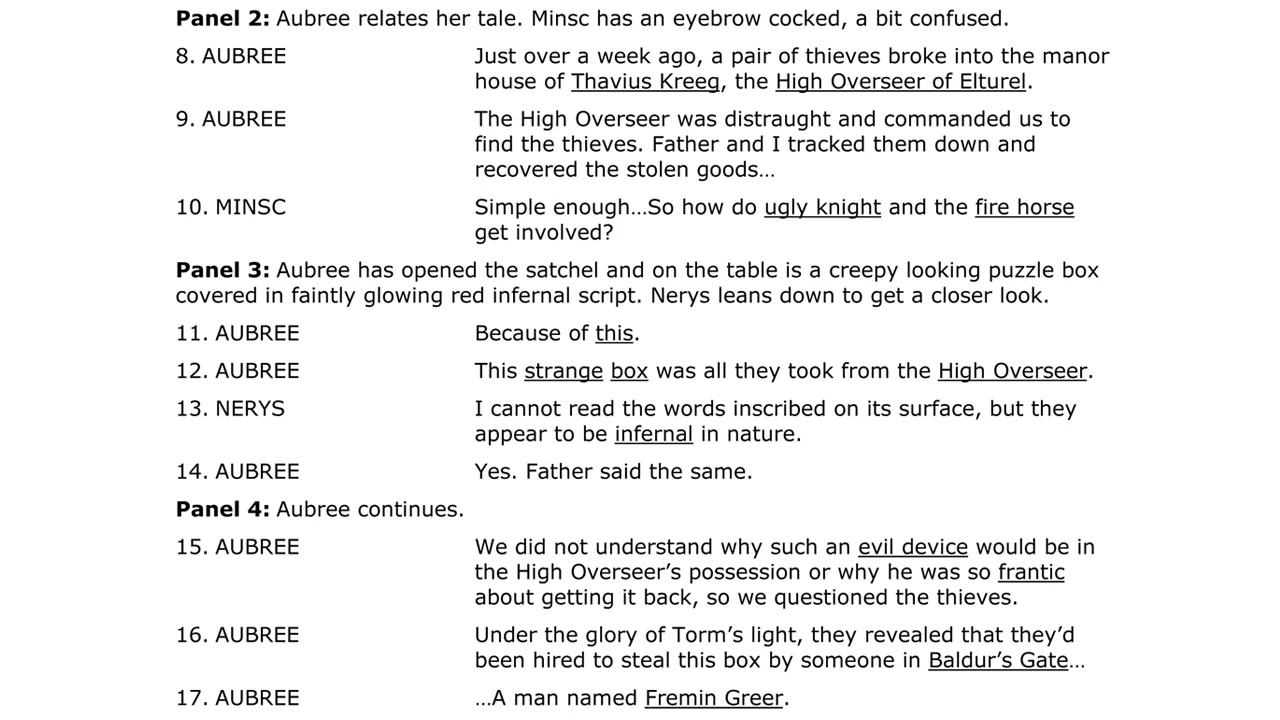 Panel 2: Aubree relates her tale. Minsc has an eyebrow cocked, a bit confused.
8. AUBREE Just over a week ago, a pair of thieves broke into the manor
house of Thavius Kreeg, the High Overseer of Elturel.
9. AUBREE The High Overseer was distraught and commanded us to
find the thieves. Father and I tracked them down and
recovered the stolen goods…
10. MINSC Simple enough…So how do ugly knight and the fire horse
get involved?
Panel 3: Aubree has opened the satchel and on the table is a creepy looking puzzle box
covered in faintly glowing red infernal script. Nerys leans down to get a closer look.
11. AUBREE Because of this.
12. AUBREE This strange box was all they took from the High Overseer.
13. NERYS I cannot read the words inscribed on its surface, but they
appear to be infernal in nature.
14. AUBREE Yes. Father said the same.
Panel 4: Aubree continues.
15. AUBREE We did not understand why such an evil device would be in
the High Overseer’s possession or why he was so frantic
about getting it back, so we questioned the thieves.
16. AUBREE Under the glory of Torm’s light, they revealed that they’d
been hired to steal this box by someone in Baldur’s Gate…
17. AUBREE …A man named Fremin Greer.